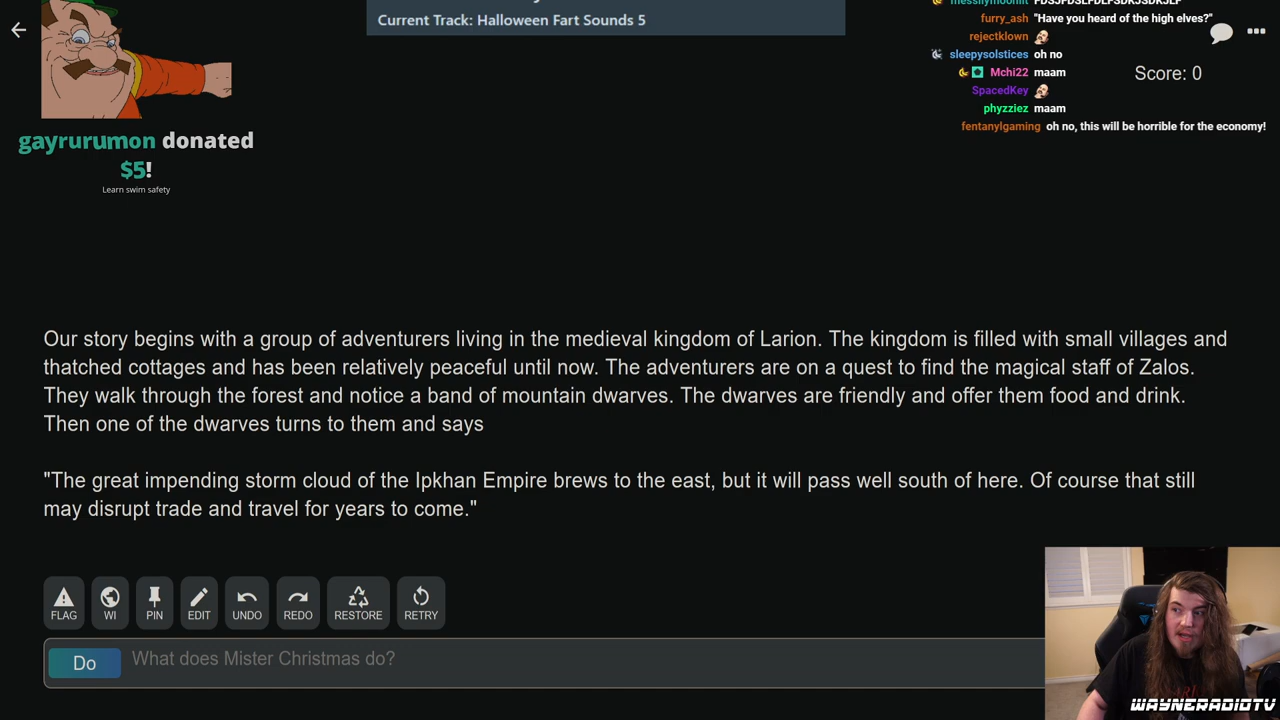 Current Track: Halloween Fart Sounds 5
furry_ash "Have you heard of the high elves?"
rejectklown
sleepysolstices oh no
Mchi22 maam
SpacedKey
phyzziez maam
fentanylgaming oh no, this will be horrible for the economy!
Score: 0
gayrurumon donated
$5!
Learn swim safety
Our story begins with a group of adventurers living in the medieval kingdom of Larion. The kingdom is filled with small villages and
thatched cottages and has been relatively peaceful until now. The adventurers are on a quest to find the magical staff of Zalos.
They walk through the forest and notice a band of mountain dwarves. The dwarves are friendly and offer them food and drink.
Then one of the dwarves turns to them and says
"The great impending storm cloud of the Ipkhan Empire brews to the east, but it will pass well south of here. Of course that still
may disrupt trade and travel for years to come."
FLAG WI PIN EDIT UNDO REDO RESTORE RETRY
Do What does Mister Christmas do?
WAYNERADIOTV